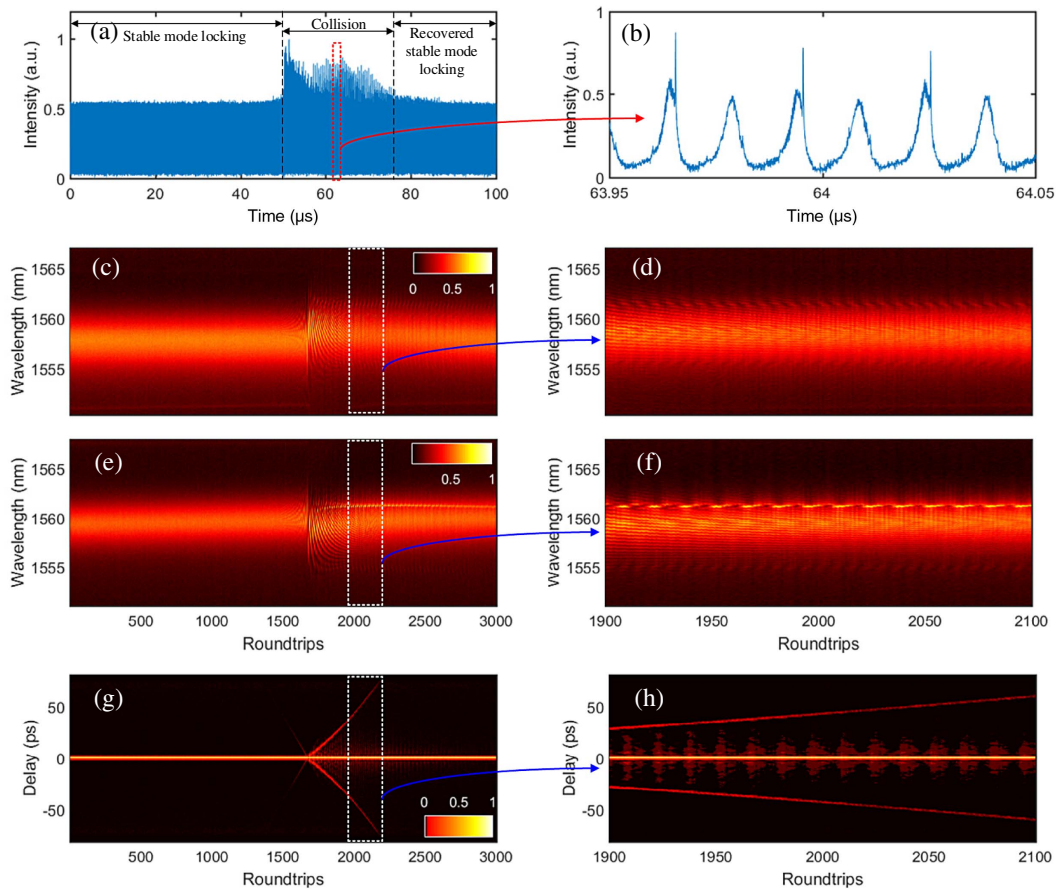 (a)
Stable mode locking
Collision
Recovered
stable mode
locking
Intensity (a.u.)
1
0.5
0
0
20
40
60
80
100
Time (μs)
(b)
Intensity (a.u.)
1
0.5
0
63.95
64
64.05
Time (μs)
(c)
Wavelength (nm)
1565
1560
1555
0
0.5
1
(d)
Wavelength (nm)
1565
1560
1555
(e)
Wavelength (nm)
1565
1560
1555
0.5
1
500
1000
1500
2000
2500
3000
Roundtrips
(f)
Wavelength (nm)
1565
1560
1555
1900
1950
2000
2050
2100
Roundtrips
(g)
Delay (ps)
50
0
-50
0
0.5
1
500
1000
1500
2000
2500
3000
Roundtrips
(h)
Delay (ps)
50
0
-50
1900
1950
2000
2050
2100
Roundtrips